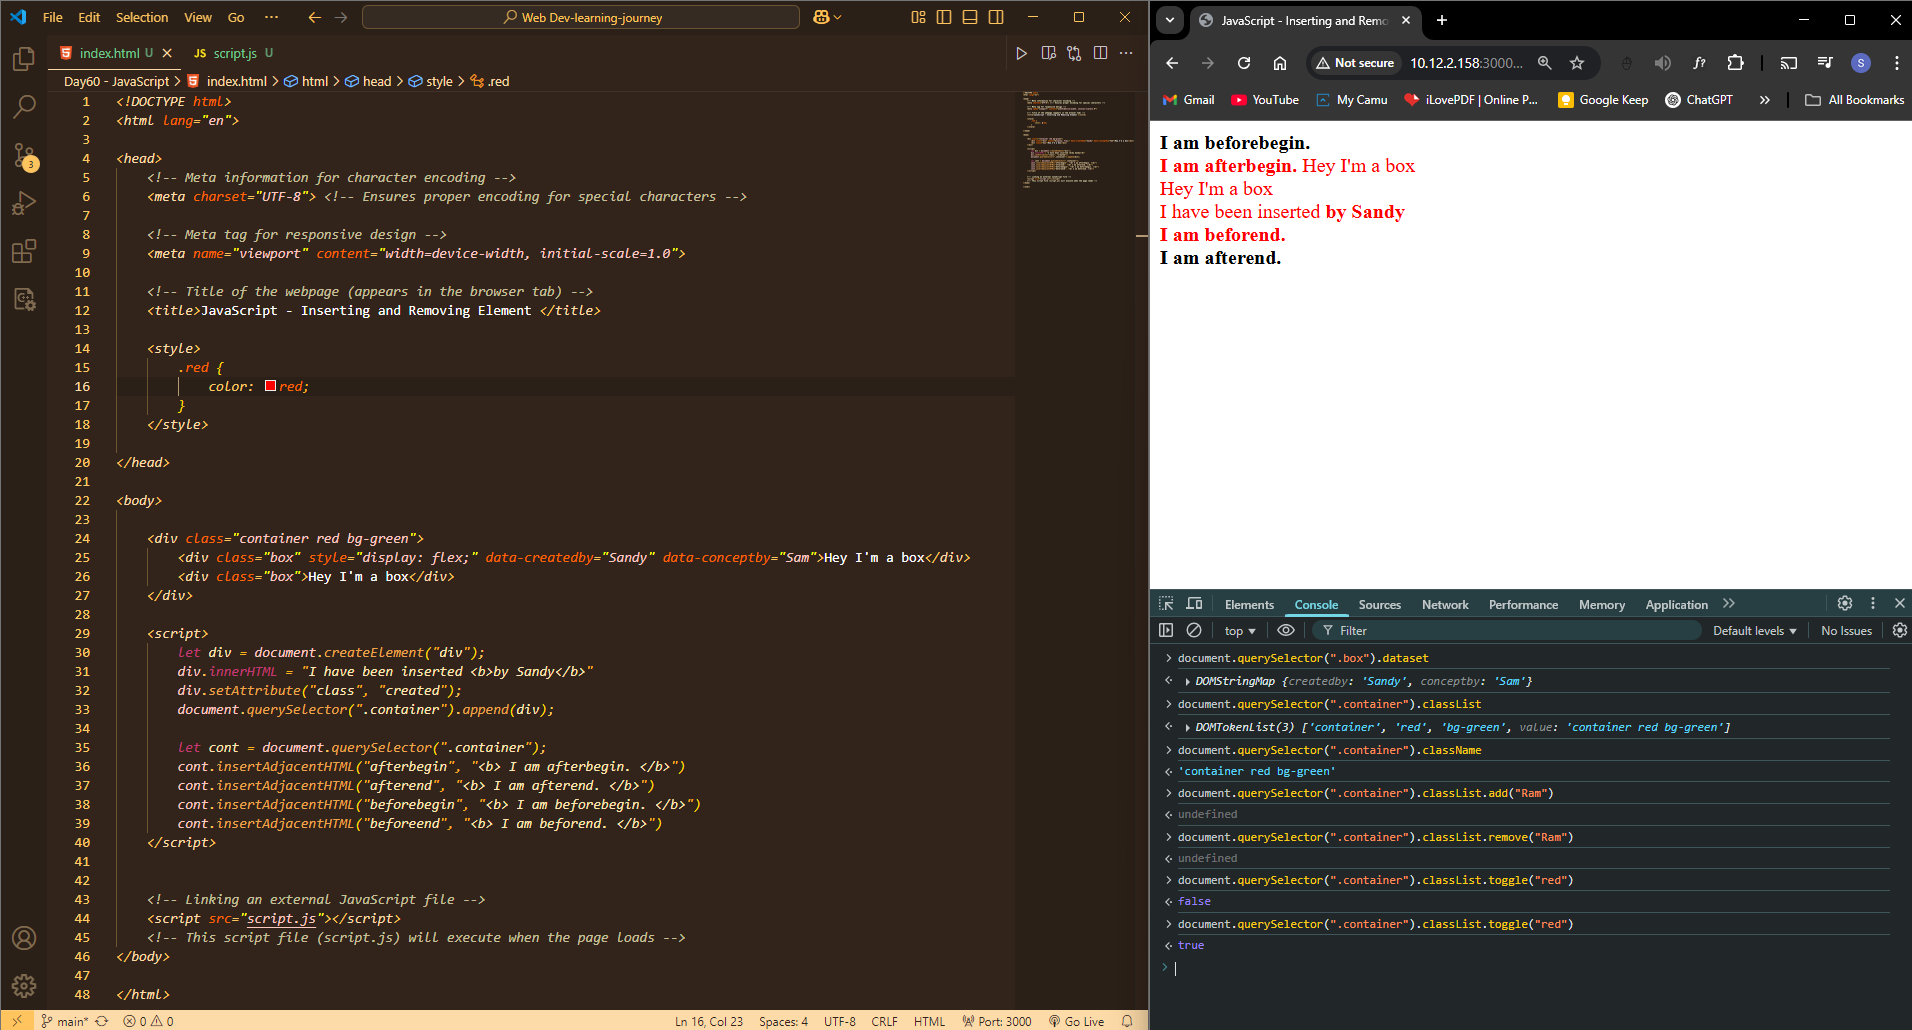 File Edit Selection View Go ··· Web Dev-learning-journey
index.html U JS script.js U
Day60 - JavaScript > index.html > html > head > style > .red
1 <!DOCTYPE html>
2 <html lang="en">
3
4 <head>
5 <!-- Meta information for character encoding -->
6 <meta charset="UTF-8"> <!-- Ensures proper encoding for special characters -->
7
8 <!-- Meta tag for responsive design -->
9 <meta name="viewport" content="width=device-width, initial-scale=1.0">
10
11 <!-- Title of the webpage (appears in the browser tab) -->
12 <title>JavaScript - Inserting and Removing Element </title>
13
14 <style>
15 .red {
16 color: red;
17 }
18 </style>
19
20 </head>
21
22 <body>
23
24 <div class="container red bg-green">
25 <div class="box" style="display: flex;" data-createdby="Sandy" data-conceptby="Sam">Hey I'm a box</div>
26 <div class="box">Hey I'm a box</div>
27 </div>
28
29 <script>
30 let div = document.createElement("div");
31 div.innerHTML = "I have been inserted <b>by Sandy</b>"
32 div.setAttribute("class", "created");
33 document.querySelector(".container").append(div);
34
35 let cont = document.querySelector(".container");
36 cont.insertAdjacentHTML("afterbegin", "<b> I am afterbegin. </b>")
37 cont.insertAdjacentHTML("afterend", "<b> I am afterend. </b>")
38 cont.insertAdjacentHTML("beforebegin", "<b> I am beforebegin. </b>")
39 cont.insertAdjacentHTML("beforeend", "<b> I am beforend. </b>")
40 </script>
41
42
43 <!-- Linking an external JavaScript file -->
44 <script src="script.js"></script>
45 <!-- This script file (script.js) will execute when the page loads -->
46 </body>
47
48 </html>
3
main* 0 0 Ln 16, Col 23 Spaces: 4 UTF-8 CRLF HTML Port: 3000 Go Live
JavaScript - Inserting and Remo
Not secure 10.12.2.158:3000... f? S
Gmail YouTube My Camu iLovePDF | Online P... Google Keep ChatGPT » All Bookmarks
I am beforebegin.
I am afterbegin. Hey I'm a box
Hey I'm a box
I have been inserted by Sandy
I am beforend.
I am afterend.
Elements Console Sources Network Performance Memory Application »
top Filter Default levels No Issues
> document.querySelector(".box").dataset
DOMStringMap {createdby: 'Sandy', conceptby: 'Sam'}
> document.querySelector(".container").classList
DOMTokenList(3) ['container', 'red', 'bg-green', value: 'container red bg-green']
> document.querySelector(".container").className
'container red bg-green'
> document.querySelector(".container").classList.add("Ram")
undefined
> document.querySelector(".container").classList.remove("Ram")
undefined
> document.querySelector(".container").classList.toggle("red")
false
> document.querySelector(".container").classList.toggle("red")
true
>